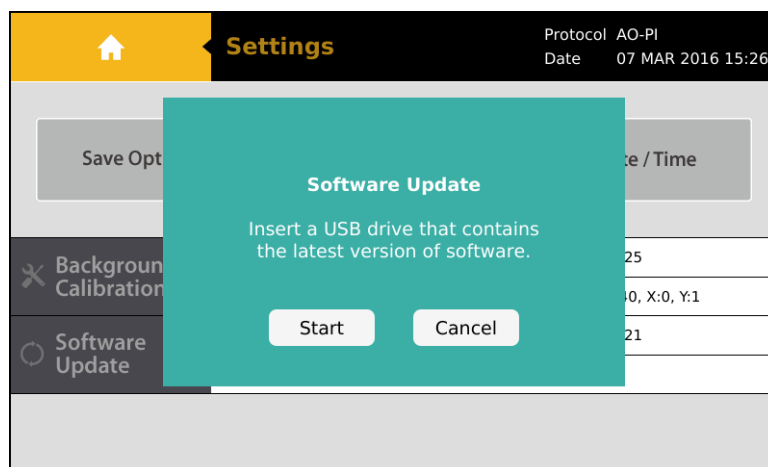 Settings
Protocol AO-PI
Date 07 MAR 2016 15:26
Save Opt
te / Time
Software Update
Insert a USB drive that contains
the latest version of software.
Start Cancel
Backgroun
Calibration
Software
Update
25
40, X:0, Y:1
21